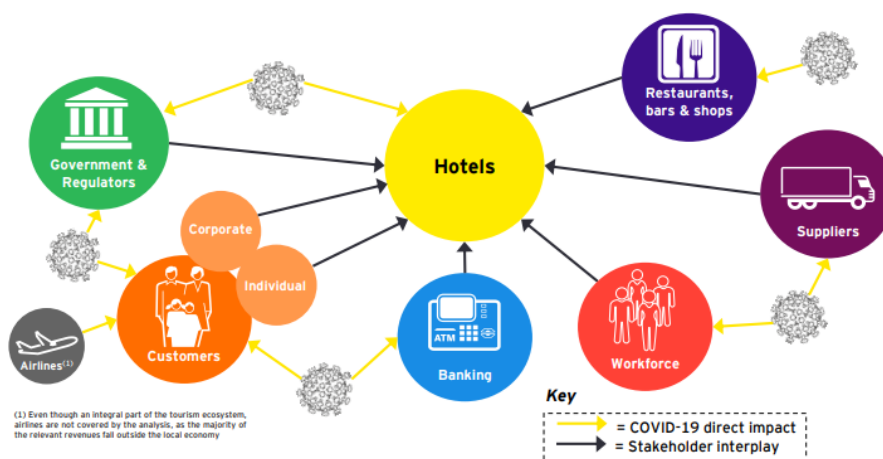 Restaurants,
bars & shops
Government &
Regulators
Hotels
Corporate
Suppliers
Individual
Airlines(1)
Customers
ATM
Banking
Workforce
Key
(1) Even though an integral part of the tourism ecosystem,
airlines are not covered by the analysis, as the majority of
the relevant revenues fall outside the local economy
= COVID-19 direct impact
= Stakeholder interplay